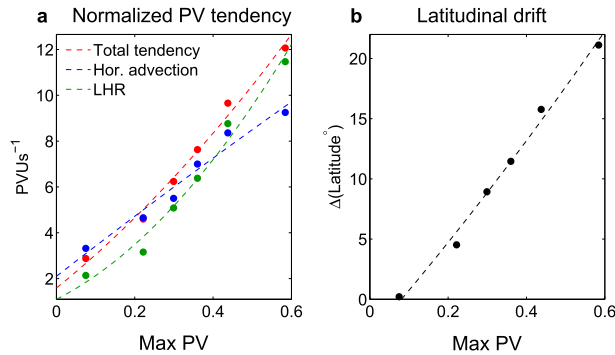 a Normalized PV tendency
Total tendency
Hor. advection
LHR
PVUs⁻¹
12
10
8
6
4
2
0
0.2
0.4
0.6
Max PV
b Latitudinal drift
Δ(Latitude°)
20
15
10
5
0
0
0.2
0.4
0.6
Max PV